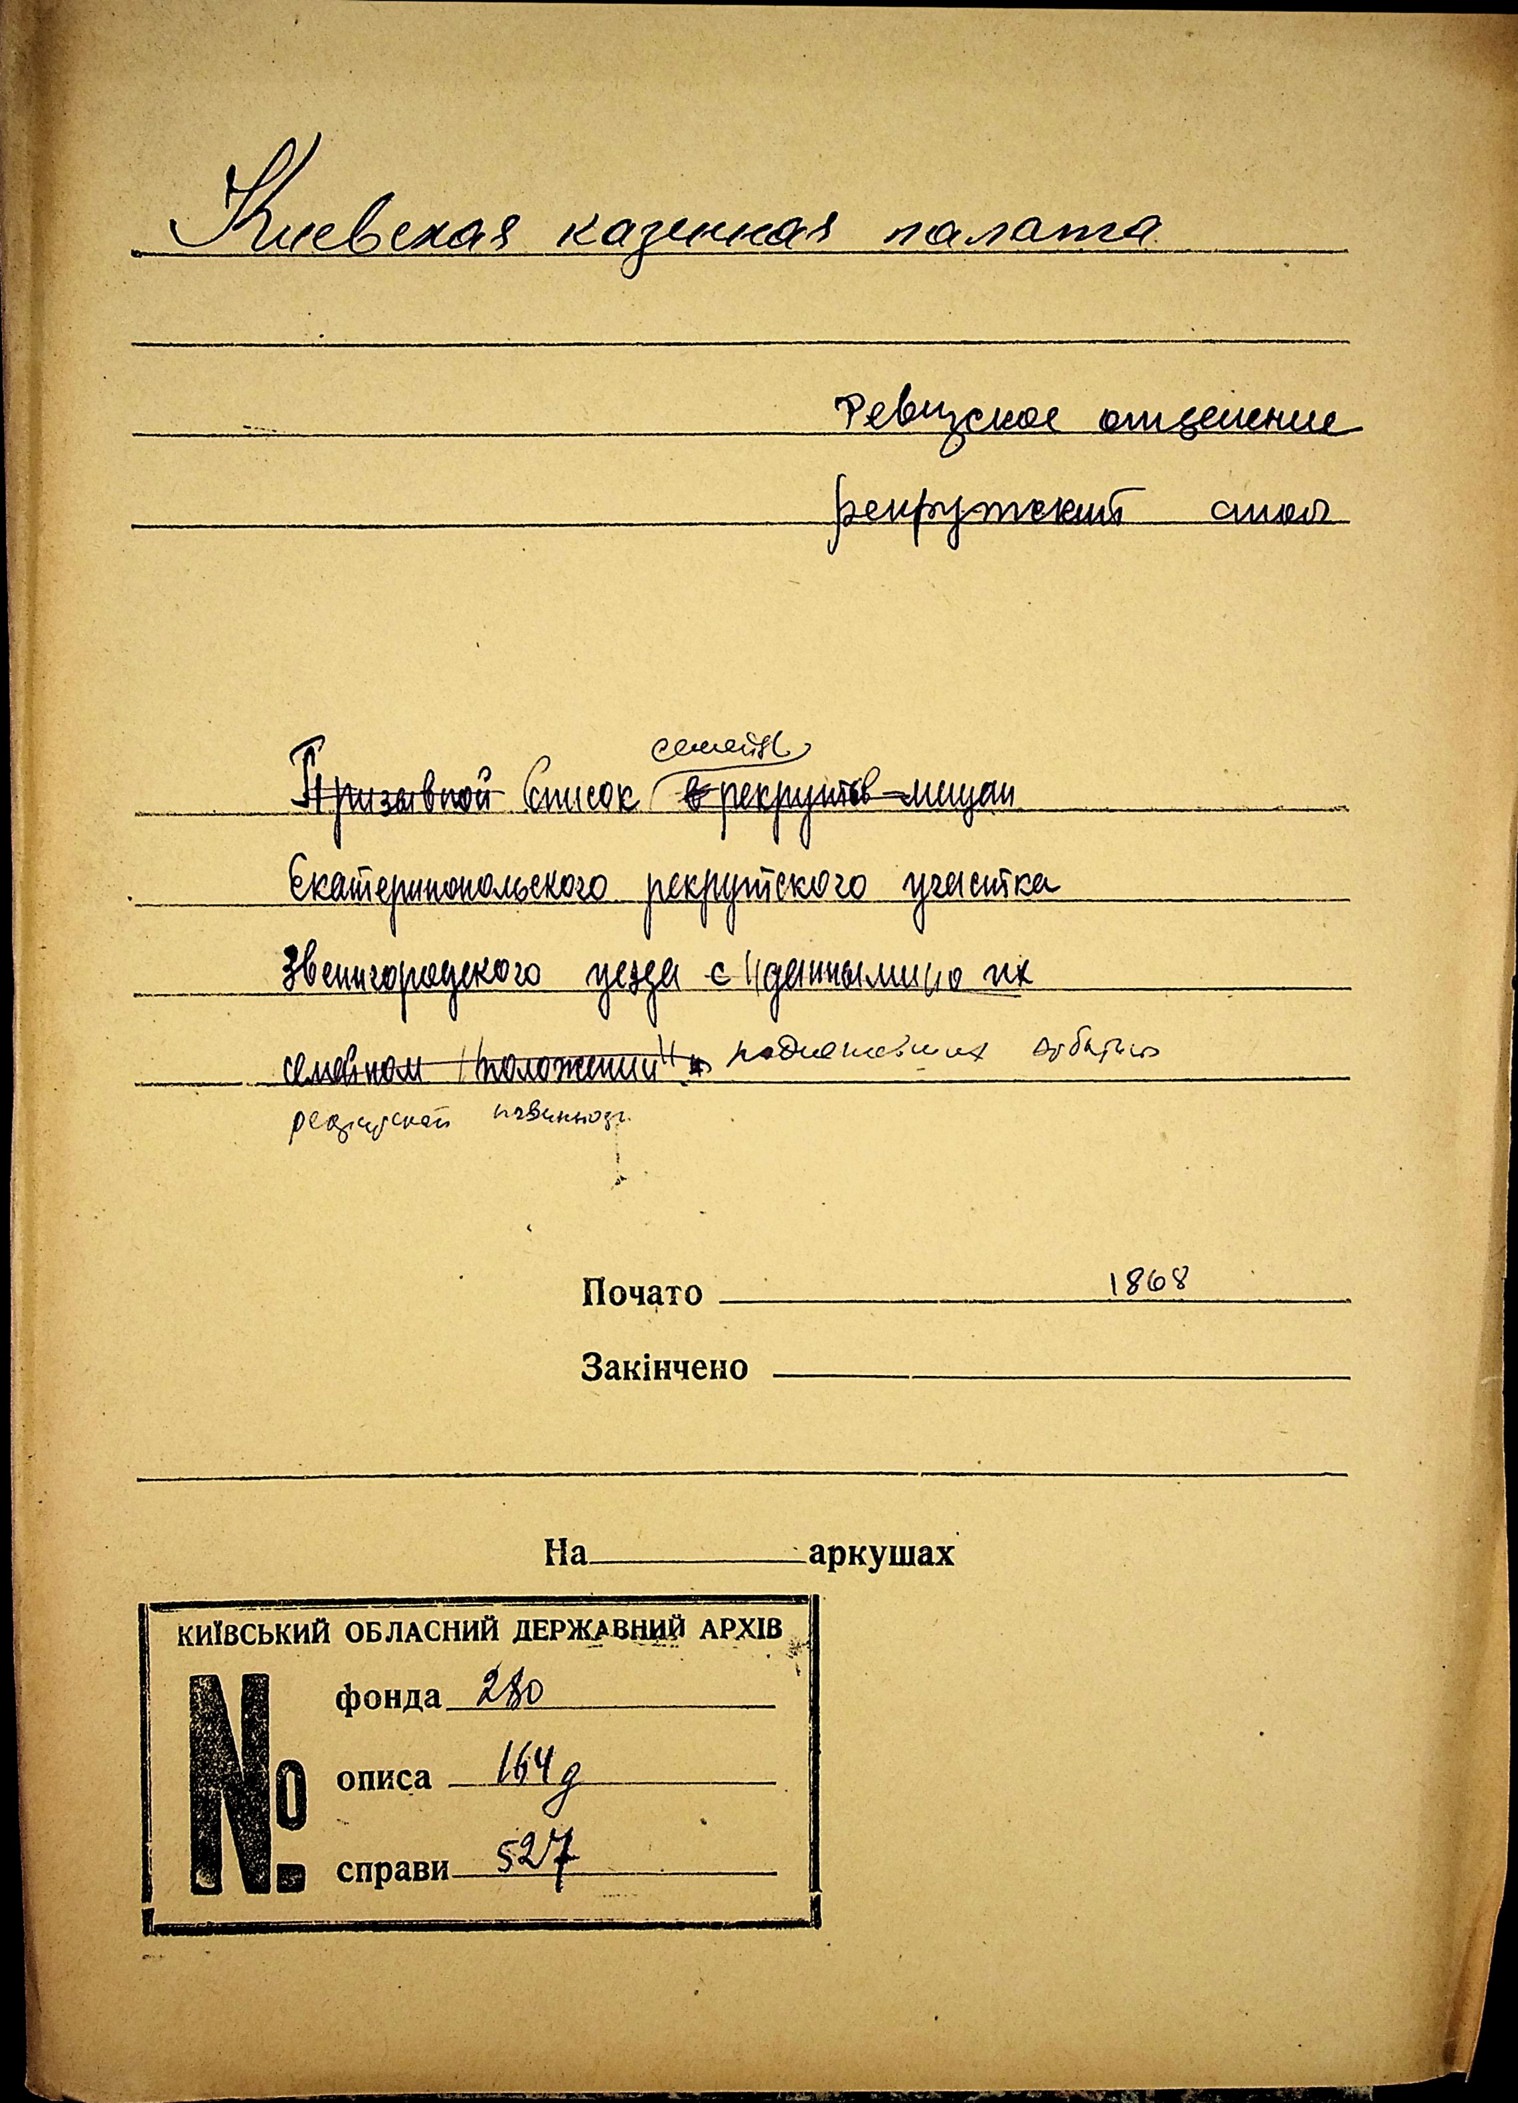 Киевская казенная палата
Ревизское отделение
рекрутский стол
семейств
Призывной Список в рекрутов-мещан
Екатеринопольского рекрутского участка
Звенигородского уезда с "данными" о их
семейном "положении" подлежавших отбытию
рекрутской повинности
Почато 1868
Закінчено
На аркушах
КИЇВСЬКИЙ ОБЛАСНИЙ ДЕРЖАВНИЙ АРХІВ
№
фонда 280
описа 164д
справи 527